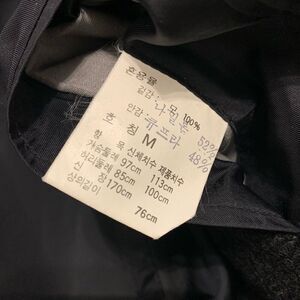 혼용률
겉감: 모 100%
나일론 52%
안감: 큐프라 48%
호 칭 M
항 목 신체치수 제품치수
가슴둘레 97cm 113cm
허리둘레 85cm 100cm
신 장 170cm
상의길이 76cm